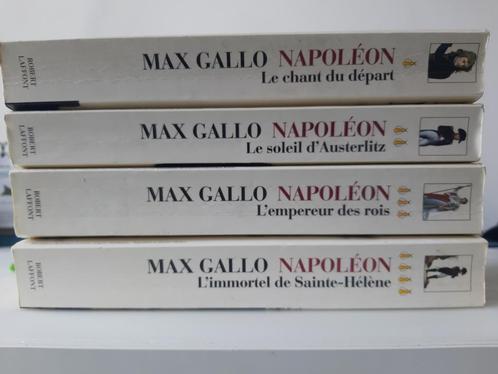 ROBERT
LAFFONT
MAX GALLO NAPOLÉON
Le chant du départ
ROBERT
LAFFONT
MAX GALLO NAPOLÉON
Le soleil d'Austerlitz
ROBERT
LAFFONT
MAX GALLO NAPOLÉON
L'empereur des rois
ROBERT
LAFFONT
MAX GALLO NAPOLÉON
L'immortel de Sainte-Hélène